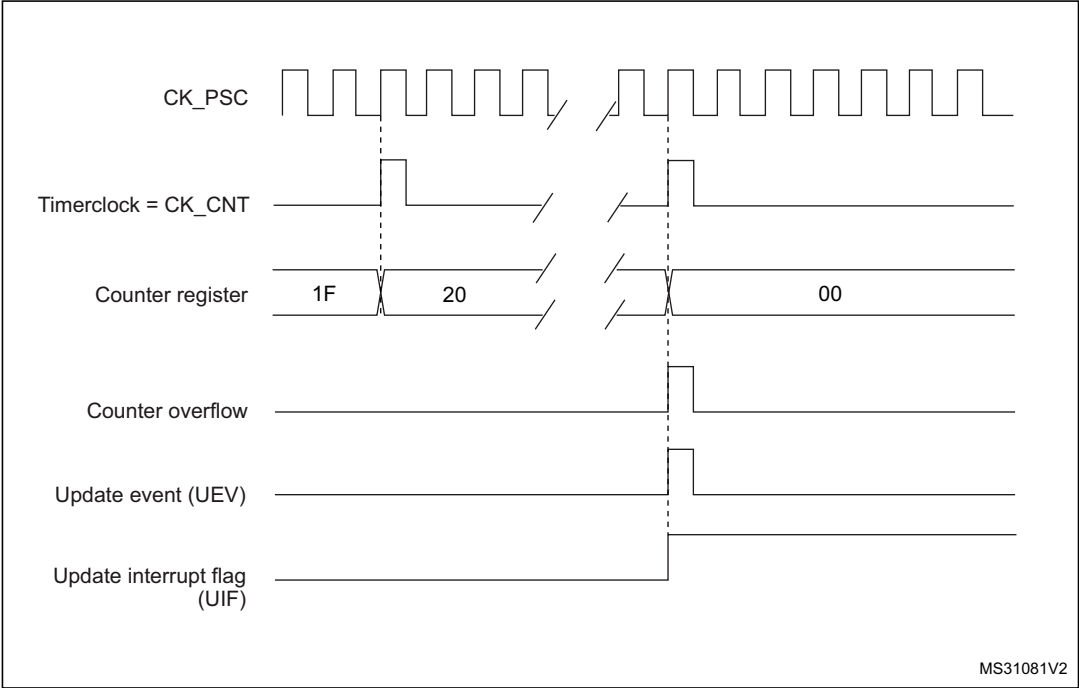 CK_PSC
Timerclock = CK_CNT
Counter register
1F
20
00
Counter overflow
Update event (UEV)
Update interrupt flag
(UIF)
MS31081V2